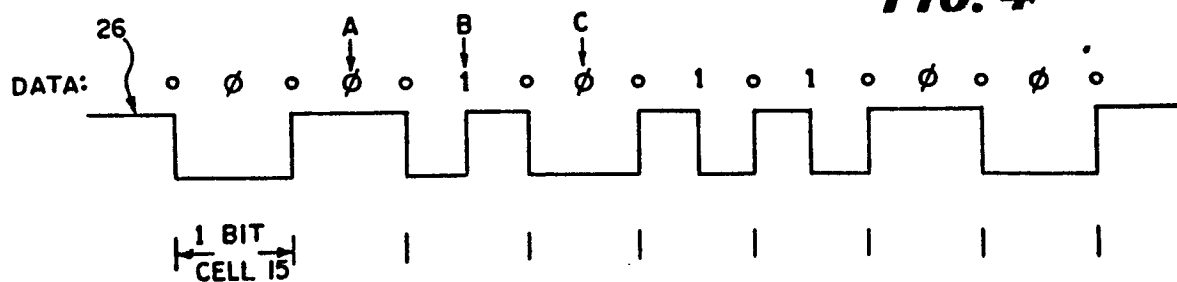 FIG. 4
26
A B C
DATA: o Ø o Ø o 1 o Ø o 1 o 1 o Ø o Ø o
1 BIT
CELL 15